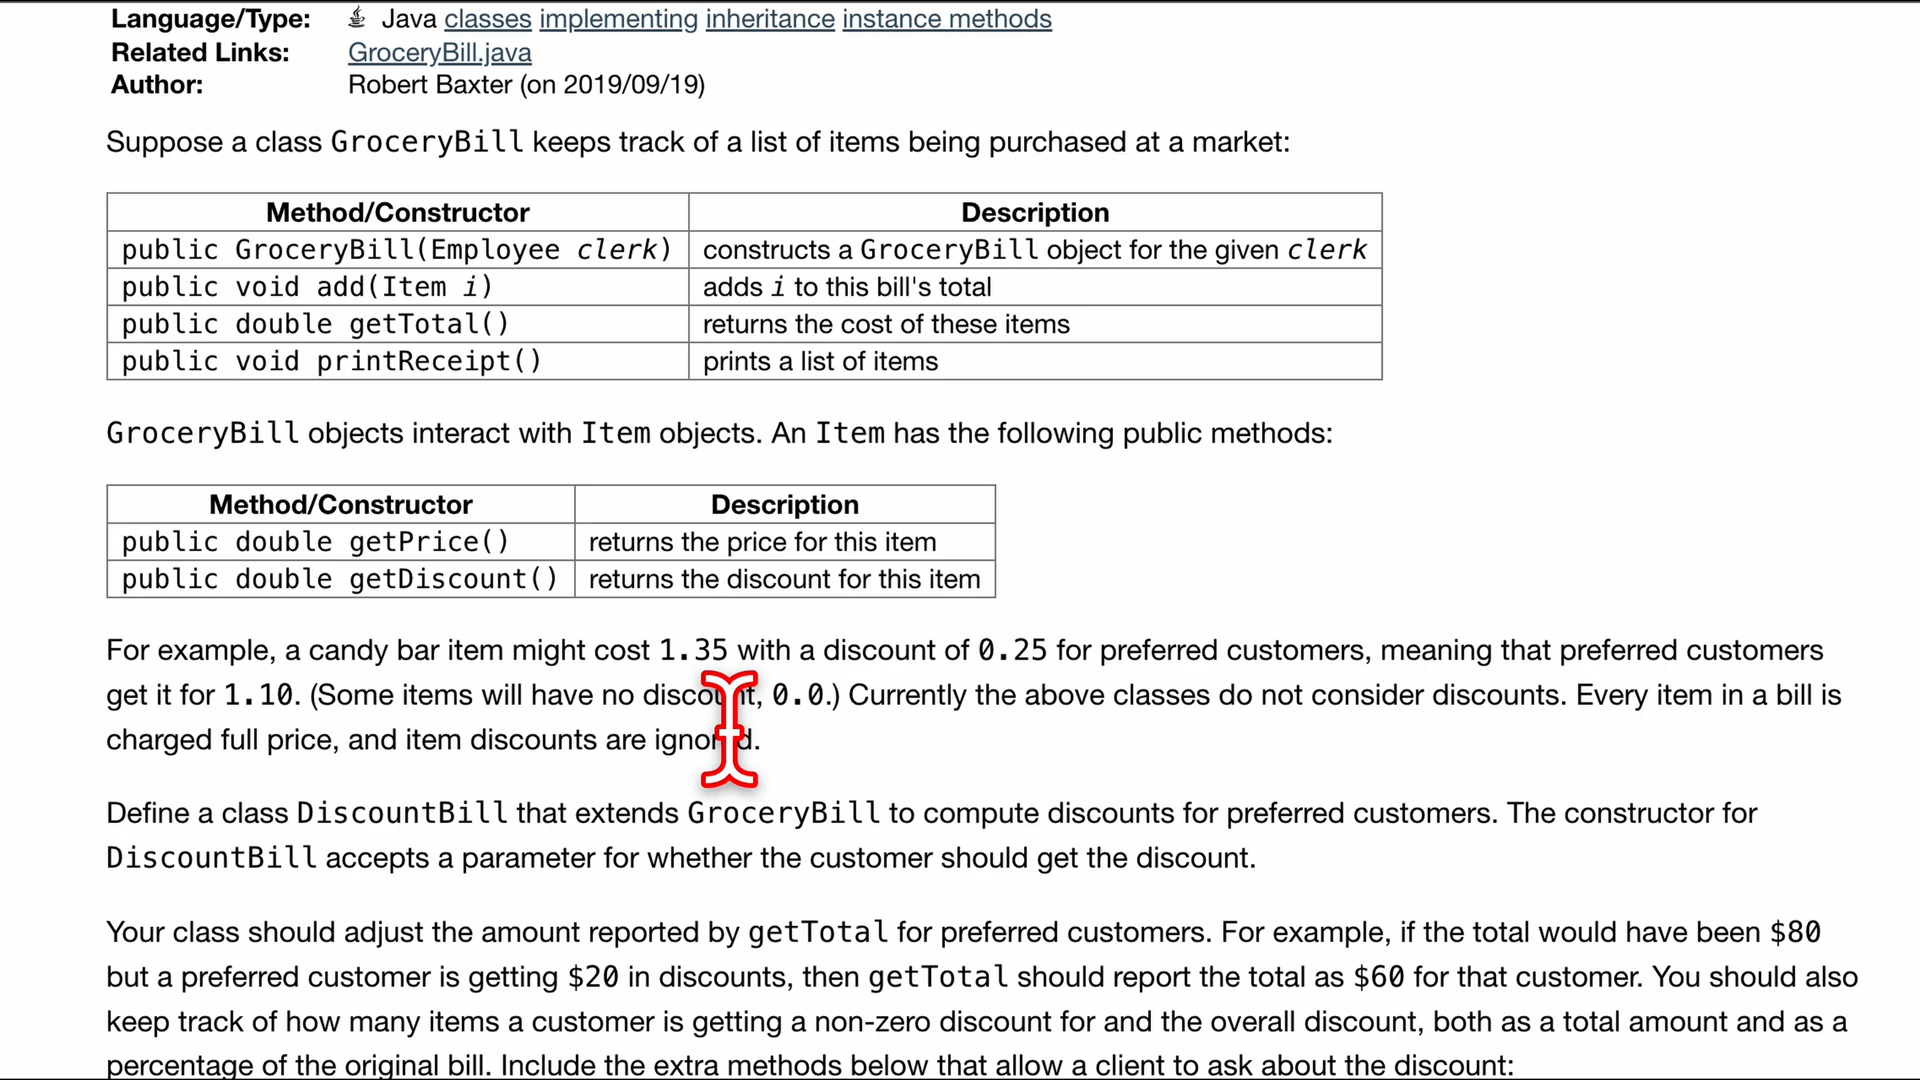 Language/Type: Java classes implementing inheritance instance methods
Related Links: GroceryBill.java
Author: Robert Baxter (on 2019/09/19)
Suppose a class GroceryBill keeps track of a list of items being purchased at a market:
Method/Constructor Description
public GroceryBill(Employee clerk) constructs a GroceryBill object for the given clerk
public void add(Item i) adds i to this bill's total
public double getTotal() returns the cost of these items
public void printReceipt() prints a list of items
GroceryBill objects interact with Item objects. An Item has the following public methods:
Method/Constructor Description
public double getPrice() returns the price for this item
public double getDiscount() returns the discount for this item
For example, a candy bar item might cost 1.35 with a discount of 0.25 for preferred customers, meaning that preferred customers
get it for 1.10. (Some items will have no discount, 0.0.) Currently the above classes do not consider discounts. Every item in a bill is
charged full price, and item discounts are ignored.
Define a class DiscountBill that extends GroceryBill to compute discounts for preferred customers. The constructor for
DiscountBill accepts a parameter for whether the customer should get the discount.
Your class should adjust the amount reported by getTotal for preferred customers. For example, if the total would have been $80
but a preferred customer is getting $20 in discounts, then getTotal should report the total as $60 for that customer. You should also
keep track of how many items a customer is getting a non-zero discount for and the overall discount, both as a total amount and as a
percentage of the original bill. Include the extra methods below that allow a client to ask about the discount: